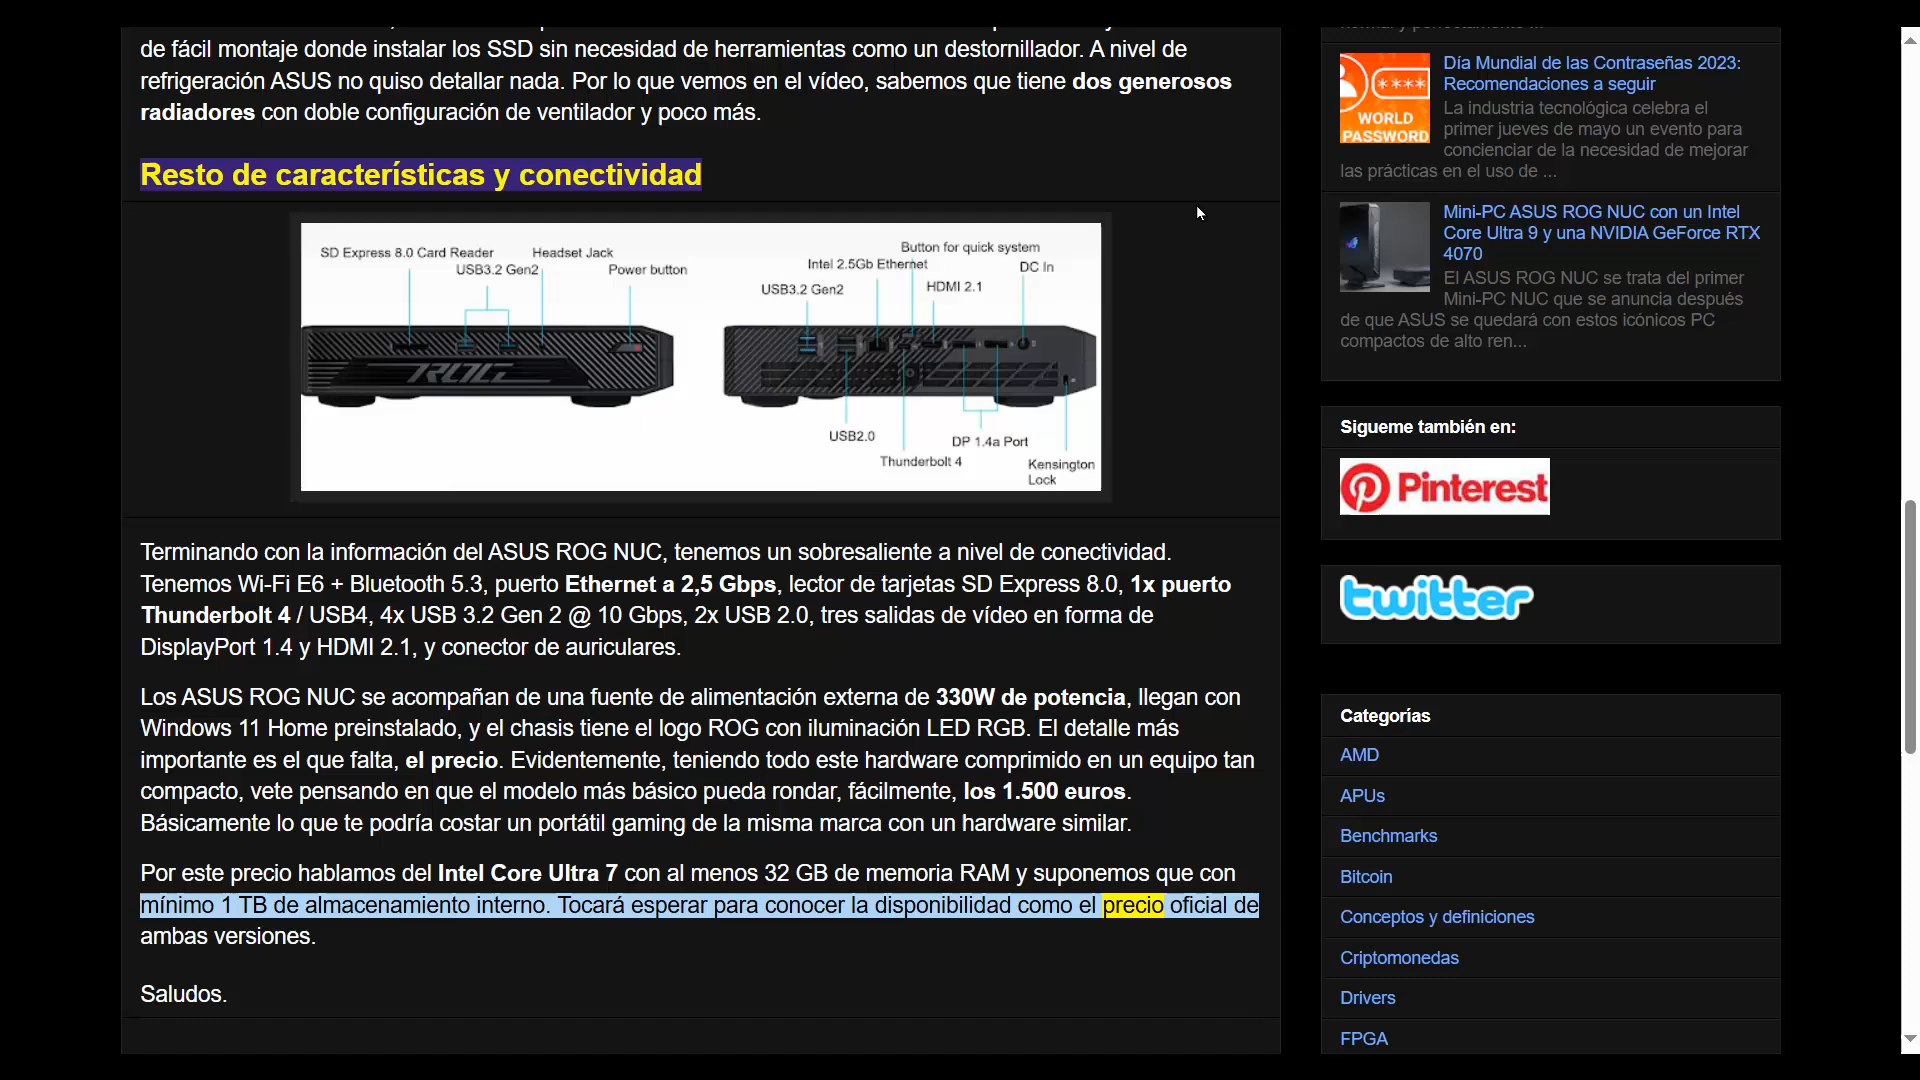 de fácil montaje donde instalar los SSD sin necesidad de herramientas como un destornillador. A nivel de
refrigeración ASUS no quiso detallar nada. Por lo que vemos en el vídeo, sabemos que tiene dos generosos
radiadores con doble configuración de ventilador y poco más.
Resto de características y conectividad
SD Express 8.0 Card Reader
Headset Jack
USB3.2 Gen2
Power button
Button for quick system
Intel 2.5Gb Ethernet
DC In
USB3.2 Gen2
HDMI 2.1
ROG
USB2.0
DP 1.4a Port
Thunderbolt 4
Kensington
Lock
Terminando con la información del ASUS ROG NUC, tenemos un sobresaliente a nivel de conectividad.
Tenemos Wi-Fi E6 + Bluetooth 5.3, puerto Ethernet a 2,5 Gbps, lector de tarjetas SD Express 8.0, 1x puerto
Thunderbolt 4 / USB4, 4x USB 3.2 Gen 2 @ 10 Gbps, 2x USB 2.0, tres salidas de vídeo en forma de
DisplayPort 1.4 y HDMI 2.1, y conector de auriculares.
Los ASUS ROG NUC se acompañan de una fuente de alimentación externa de 330W de potencia, llegan con
Windows 11 Home preinstalado, y el chasis tiene el logo ROG con iluminación LED RGB. El detalle más
importante es el que falta, el precio. Evidentemente, teniendo todo este hardware comprimido en un equipo tan
compacto, vete pensando en que el modelo más básico pueda rondar, fácilmente, los 1.500 euros.
Básicamente lo que te podría costar un portátil gaming de la misma marca con un hardware similar.
Por este precio hablamos del Intel Core Ultra 7 con al menos 32 GB de memoria RAM y suponemos que con
mínimo 1 TB de almacenamiento interno. Tocará esperar para conocer la disponibilidad como el precio oficial de
ambas versiones.
Saludos.
****
WORLD
PASSWORD
Día Mundial de las Contraseñas 2023:
Recomendaciones a seguir
La industria tecnológica celebra el
primer jueves de mayo un evento para
concienciar de la necesidad de mejorar
las prácticas en el uso de ...
Mini-PC ASUS ROG NUC con un Intel
Core Ultra 9 y una NVIDIA GeForce RTX
4070
El ASUS ROG NUC se trata del primer
Mini-PC NUC que se anuncia después
de que ASUS se quedará con estos icónicos PC
compactos de alto ren...
Sigueme también en:
Pinterest
twitter
Categorías
AMD
APUs
Benchmarks
Bitcoin
Conceptos y definiciones
Criptomonedas
Drivers
FPGA